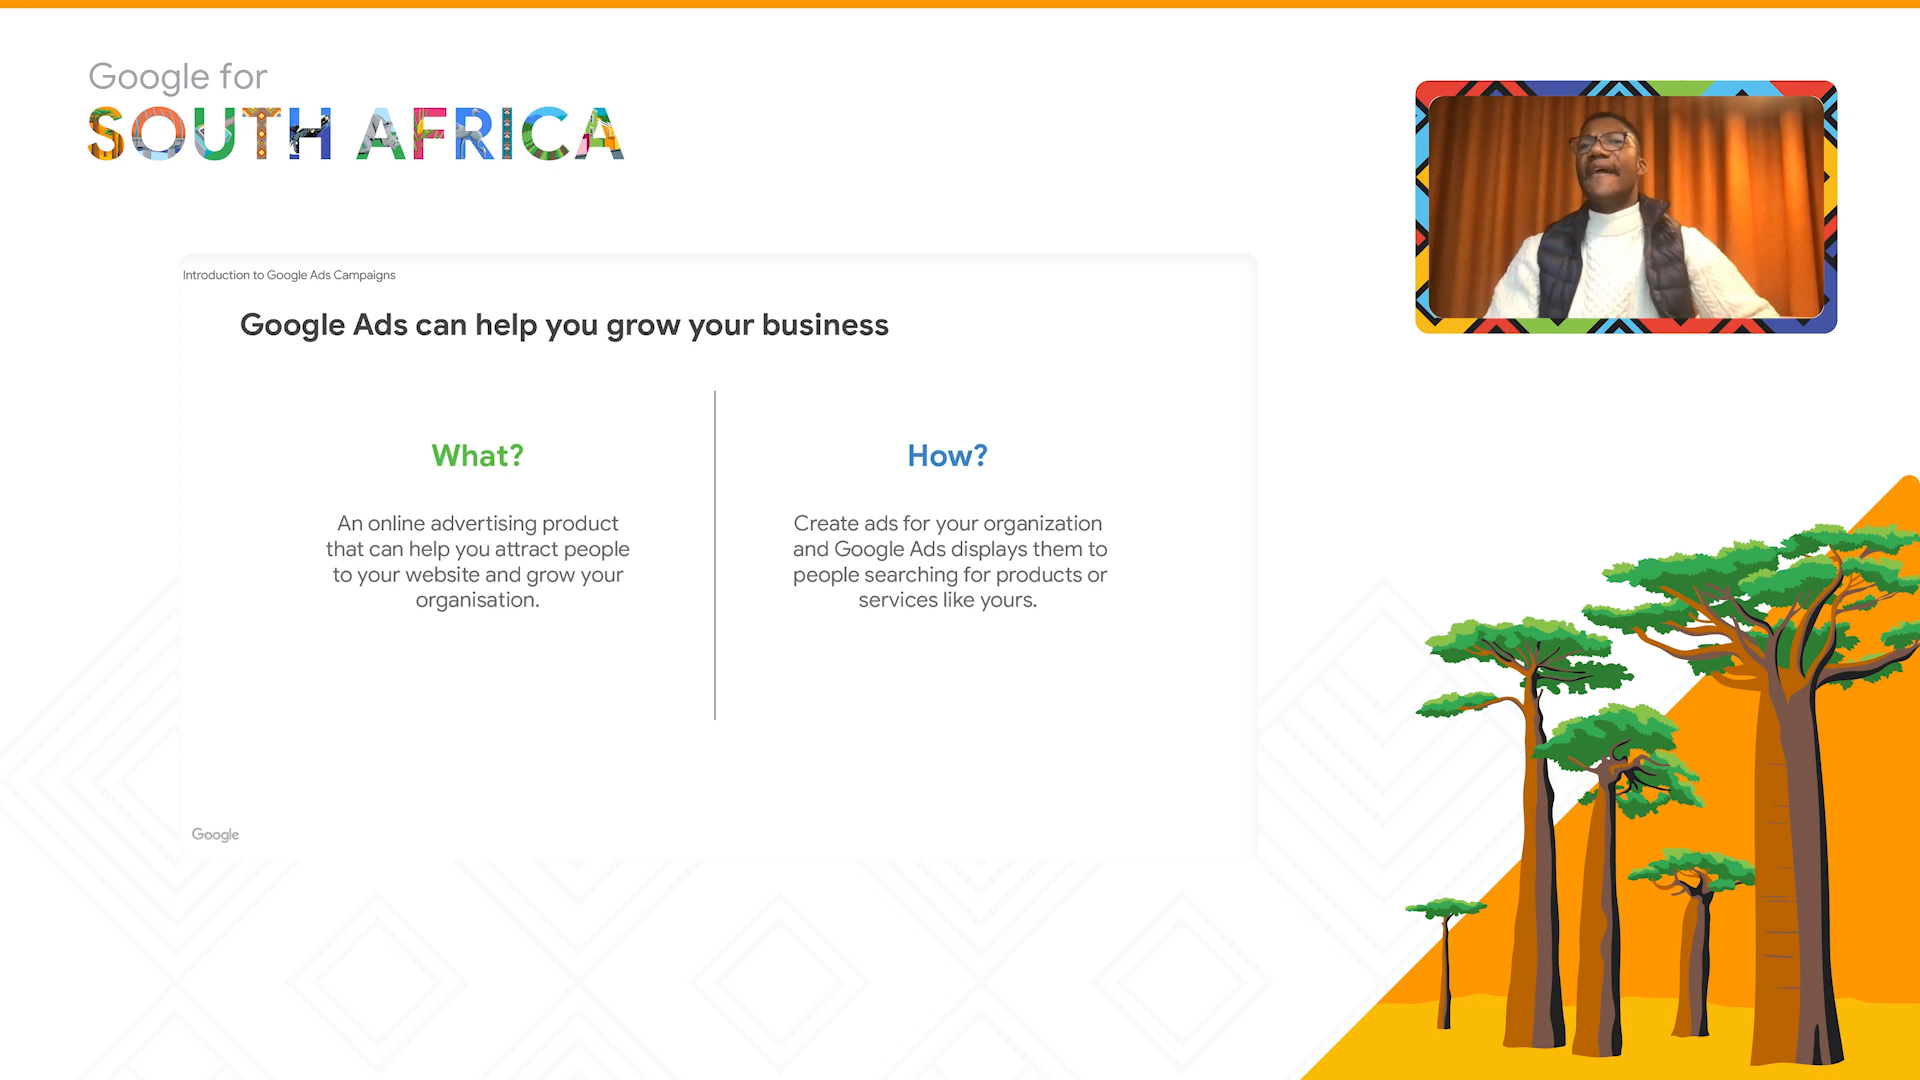 Google for
SOUTH AFRICA
Introduction to Google Ads Campaigns
Google Ads can help you grow your business
What?
An online advertising product
that can help you attract people
to your website and grow your
organisation.
How?
Create ads for your organization
and Google Ads displays them to
people searching for products or
services like yours.
Google